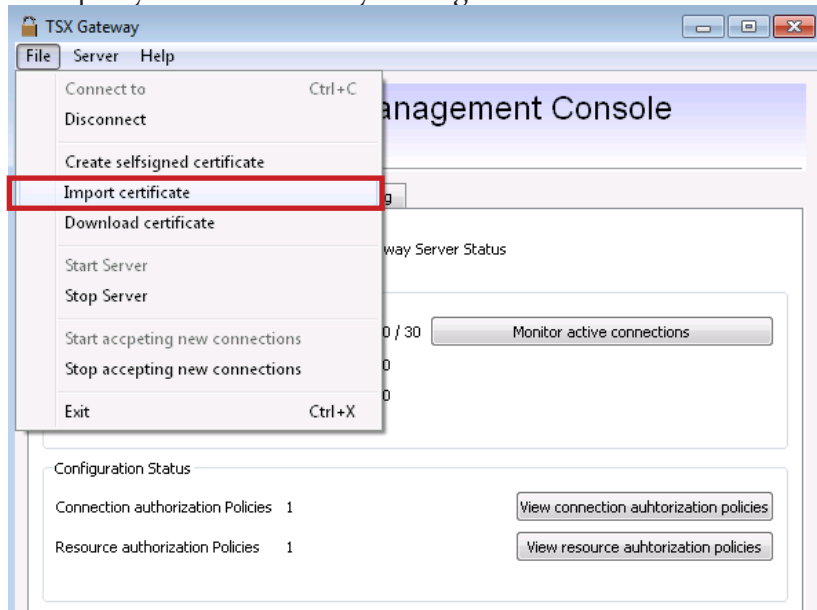 TSX Gateway
File Server Help
Connect to Ctrl+C
Disconnect
Create selfsigned certificate
Import certificate
Download certificate
Start Server
Stop Server
Start accpeting new connections
Stop accepting new connections
Exit Ctrl+X
anagement Console
g
way Server Status
0 / 30 Monitor active connections
0
0
Configuration Status
Connection authorization Policies 1 View connection auhtorization policies
Resource authorization Policies 1 View resource auhtorization policies